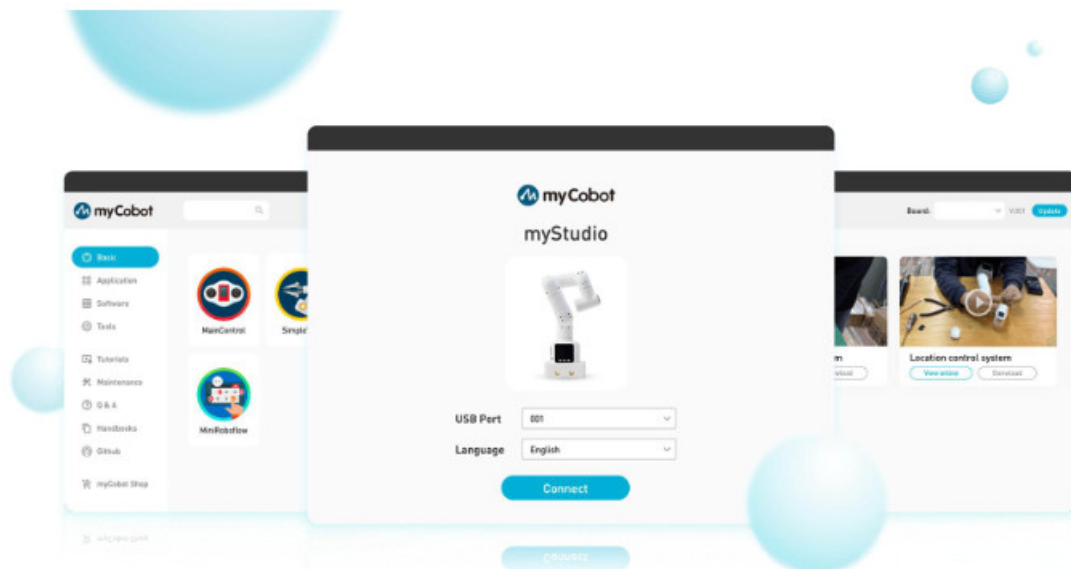 myCobot
Basic
Application
Software
Tools
Tutorials
Maintenance
Q & A
Handbooks
Github
myCobot Shop
MainControl
MiniRoboflow
myCobot
myStudio
USB Port
001
Language
English
Connect
Board:
Update
Location control system
View online
Download